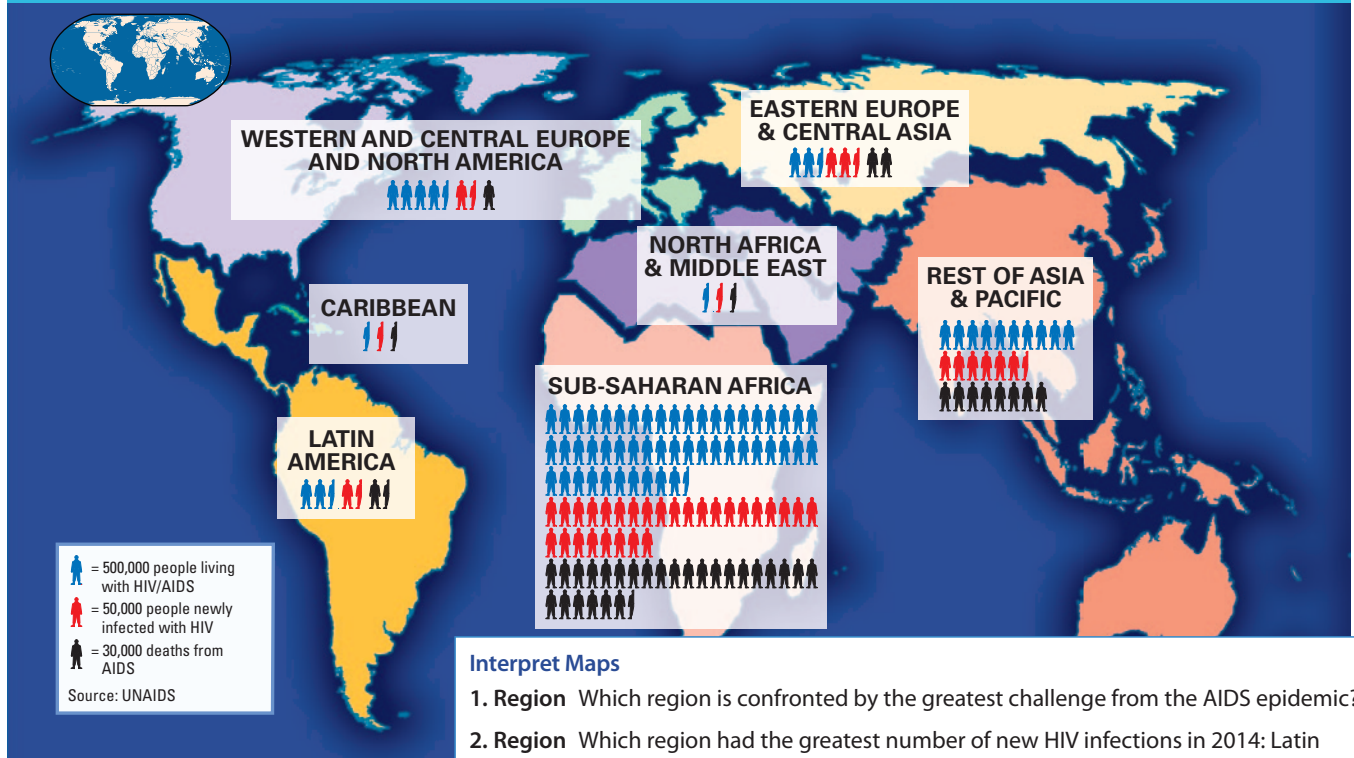 WESTERN AND CENTRAL EUROPE
AND NORTH AMERICA
EASTERN EUROPE
& CENTRAL ASIA
NORTH AFRICA
& MIDDLE EAST
REST OF ASIA
& PACIFIC
CARIBBEAN
SUB-SAHARAN AFRICA
LATIN
AMERICA
= 500,000 people living
with HIV/AIDS
= 50,000 people newly
infected with HIV
= 30,000 deaths from
AIDS
Source: UNAIDS
Interpret Maps
1. Region Which region is confronted by the greatest challenge from the AIDS epidemic?
2. Region Which region had the greatest number of new HIV infections in 2014: Latin